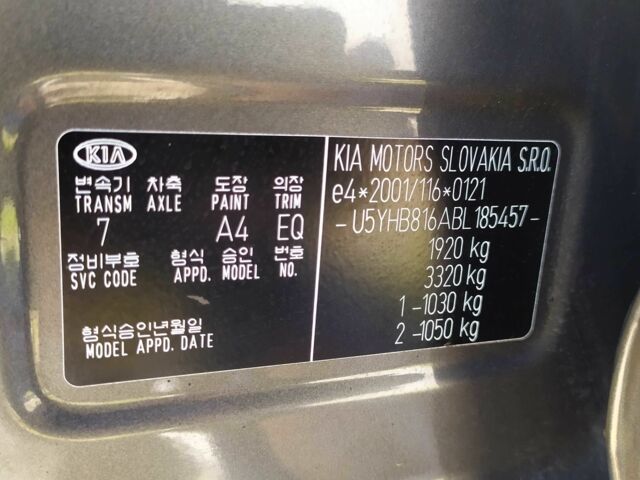 KIA
변속기 차축 도장 의장
TRANSM AXLE PAINT TRIM
7 A4 EQ
정비부호 형식 승인 번호
SVC CODE APPD. MODEL NO.
형식승인년월일
MODEL APPD. DATE
KIA MOTORS SLOVAKIA S.R.O.
e4*2001/116*0121
-U5YHB816ABL185457-
1920 kg
3320 kg
1-1030 kg
2-1050 kg